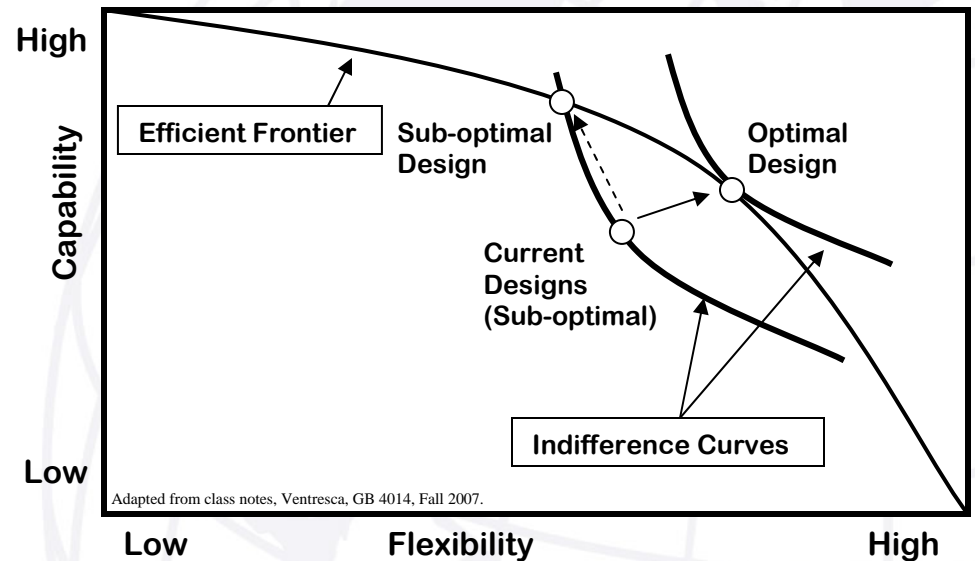 High
Efficient Frontier
Sub-optimal
Design
Optimal
Design
Capability
Current
Designs
(Sub-optimal)
Indifference Curves
Low
Adapted from class notes, Ventresca, GB 4014, Fall 2007.
Low
Flexibility
High